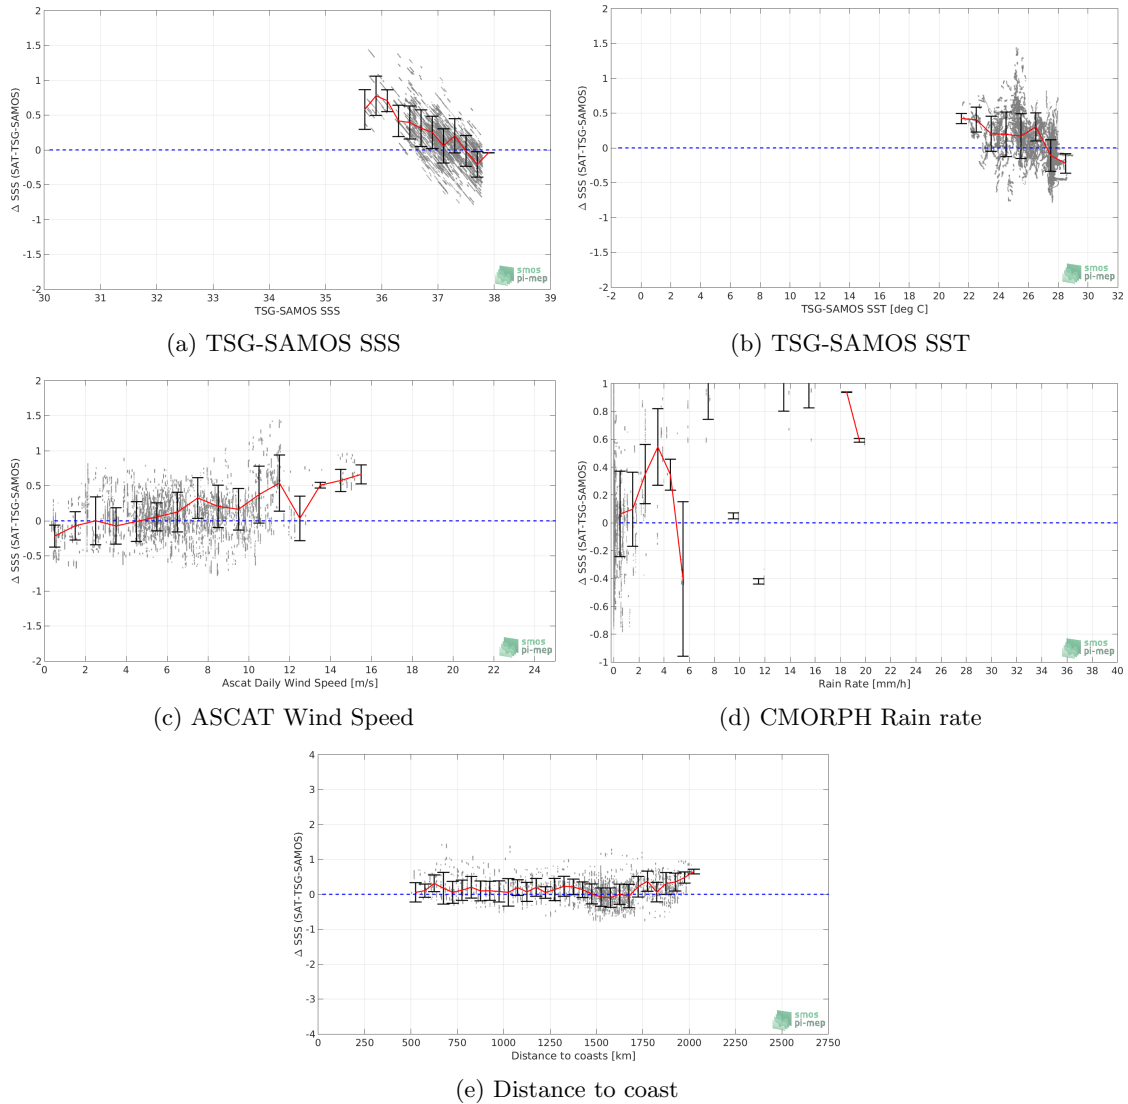 2
1.5
1
0.5
0
-0.5
-1
-1.5
-2
Δ SSS (SAT-TSG-SAMOS)
30 31 32 33 34 35 36 37 38 39
TSG-SAMOS SSS
smos
pi-mep
(a) TSG-SAMOS SSS
2
1.5
1
0.5
0
-0.5
-1
-1.5
-2
Δ SSS (SAT-TSG-SAMOS)
-2 0 2 4 6 8 10 12 14 16 18 20 22 24 26 28 30 32
TSG-SAMOS SST [deg C]
smos
pi-mep
(b) TSG-SAMOS SST
2
1.5
1
0.5
0
-0.5
-1
-1.5
-2
Δ SSS (SAT-TSG-SAMOS)
0 2 4 6 8 10 12 14 16 18 20 22 24
Ascat Daily Wind Speed [m/s]
smos
pi-mep
(c) ASCAT Wind Speed
1
0.8
0.6
0.4
0.2
0
-0.2
-0.4
-0.6
-0.8
-1
Δ SSS (SAT-TSG-SAMOS)
0 2 4 6 8 10 12 14 16 18 20 22 24 26 28 30 32 34 36 38 40
Rain Rate [mm/h]
smos
pi-mep
(d) CMORPH Rain rate
4
3
2
1
0
-1
-2
-3
-4
Δ SSS (SAT-TSG-SAMOS)
0 250 500 750 1000 1250 1500 1750 2000 2250 2500 2750
Distance to coasts [km]
smos
pi-mep
(e) Distance to coast